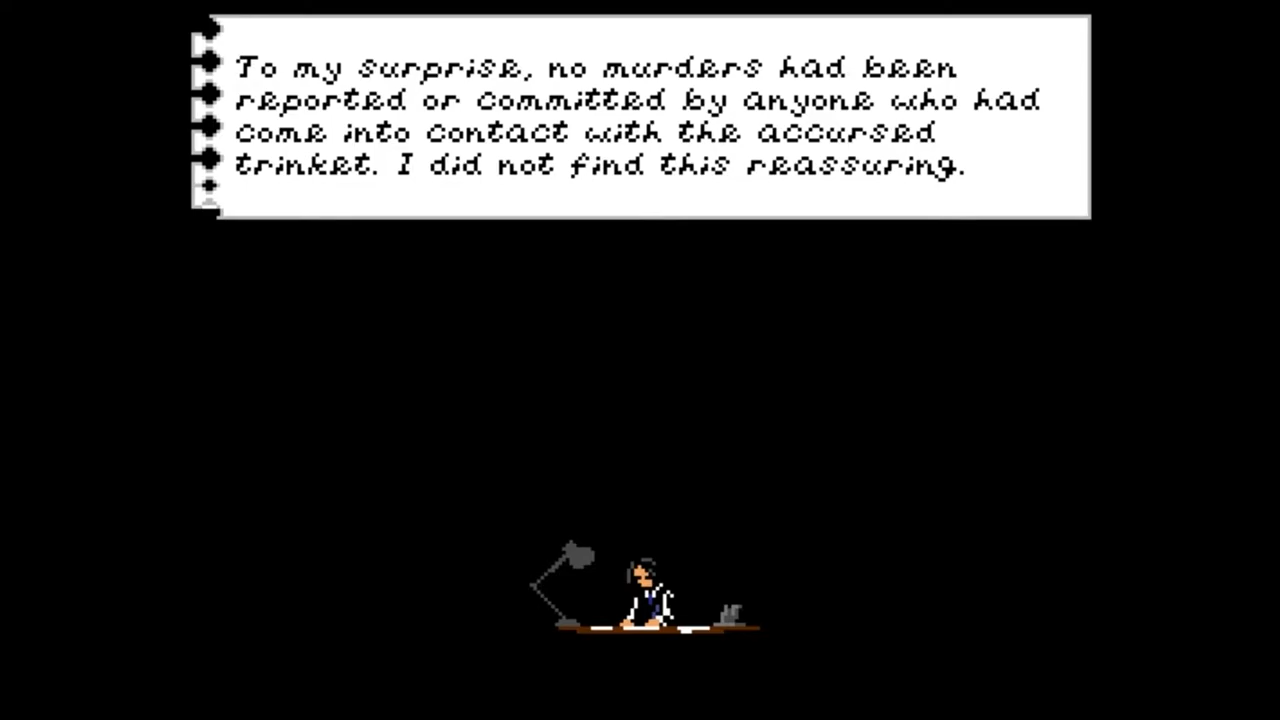 To my surprise, no murders had been
reported or committed by anyone who had
come into contact with the accursed
trinket. I did not find this reassuring.